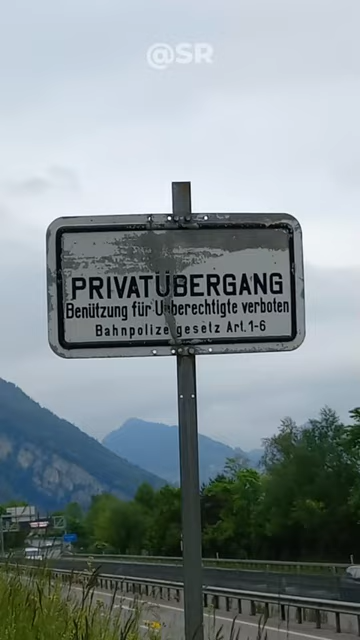 @SR
PRIVATÜBERGANG
Benützung für Unberechtigte verboten
Bahnpolizeigesetz Art. 1-6